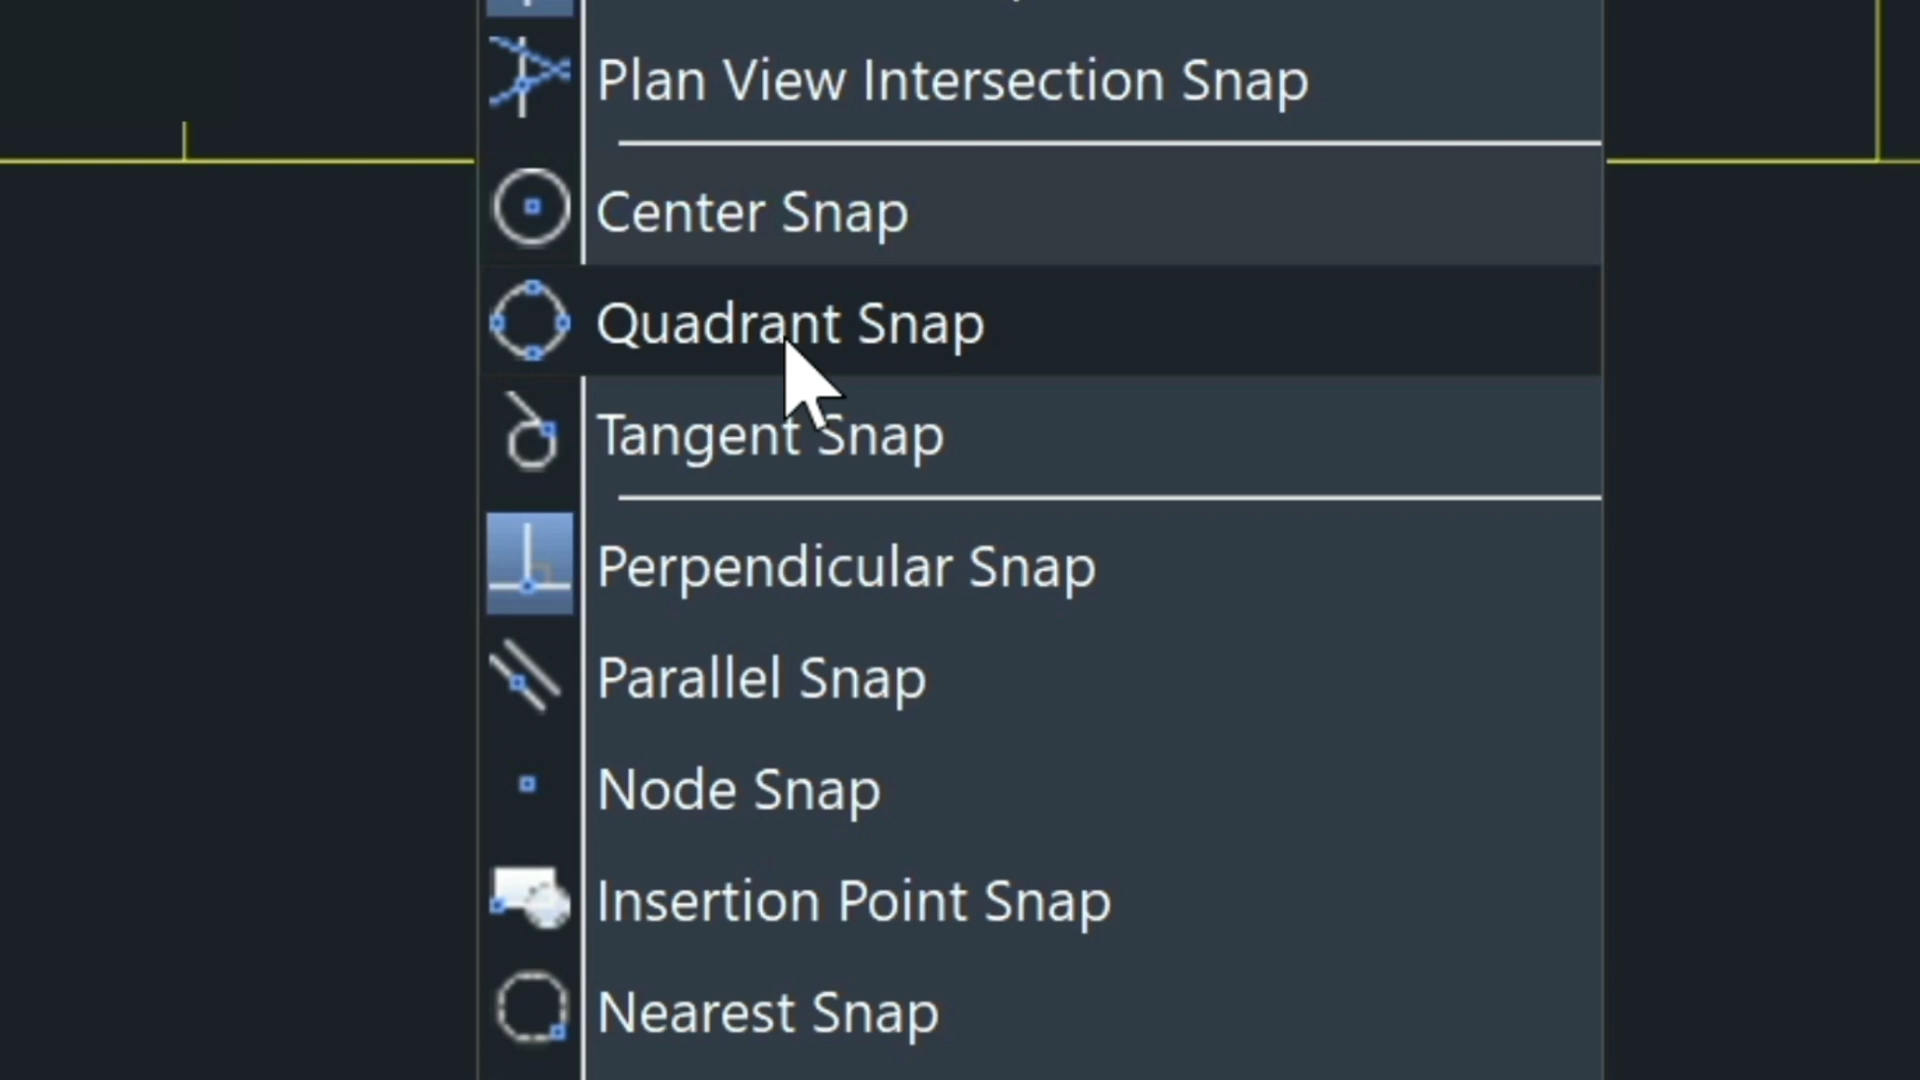 Plan View Intersection Snap
Center Snap
Quadrant Snap
Tangent Snap
Perpendicular Snap
Parallel Snap
Node Snap
Insertion Point Snap
Nearest Snap